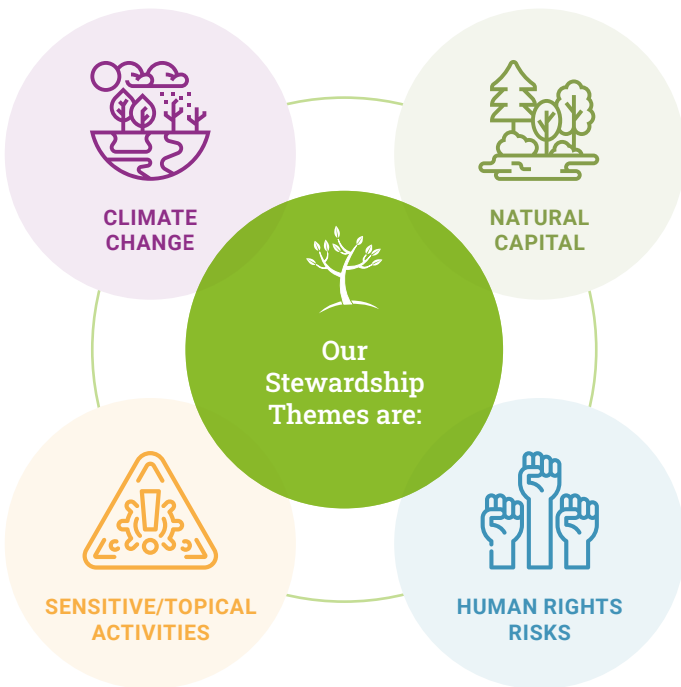 CLIMATE
CHANGE
NATURAL
CAPITAL
Our
Stewardship
Themes are:
SENSITIVE/TOPICAL
ACTIVITIES
HUMAN RIGHTS
RISKS